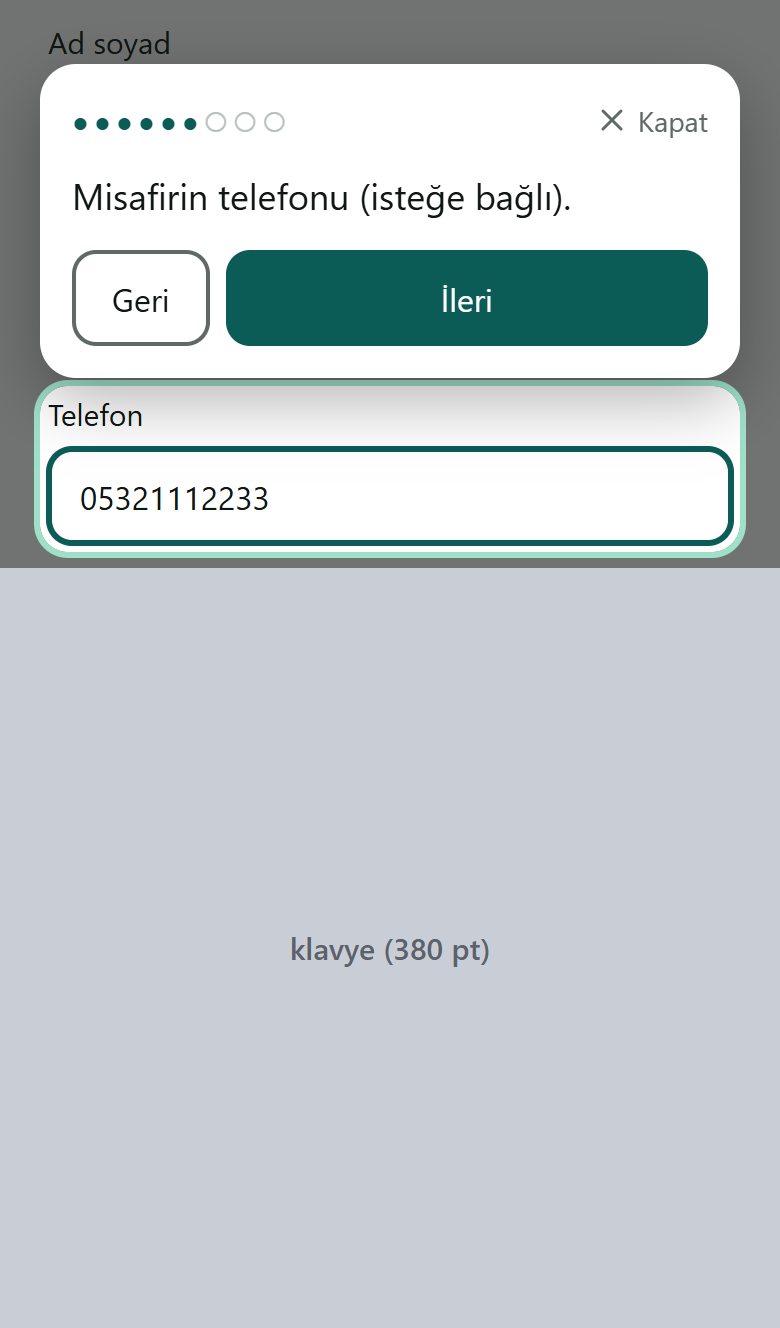 Ad soyad
Kapat
Misafirin telefonu (isteğe bağlı).
Geri
İleri
Telefon
05321112233
klavye (380 pt)